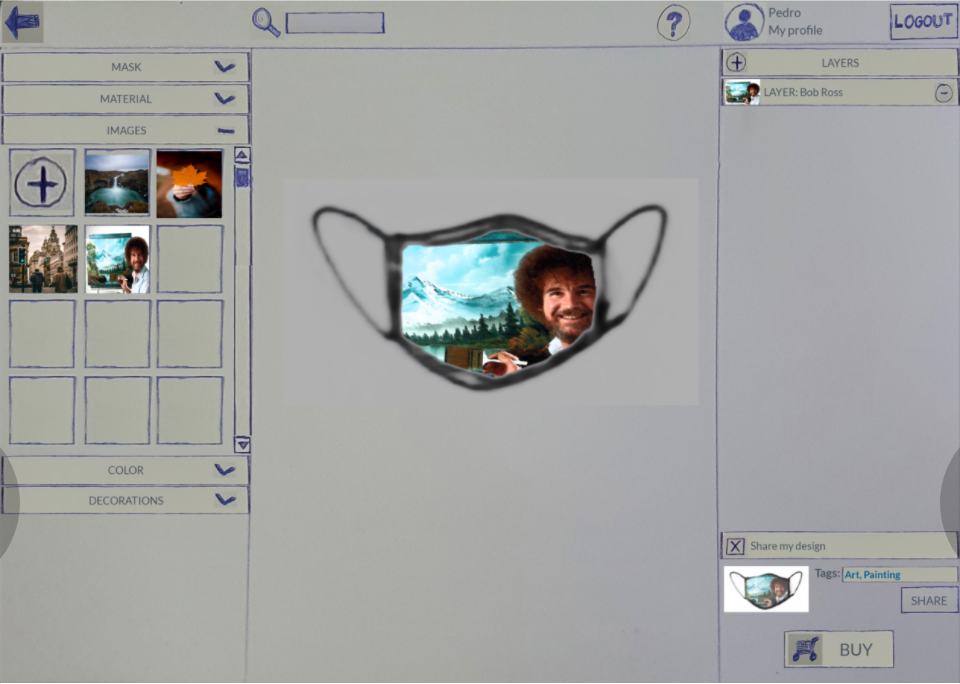 ?
Pedro
My profile
LOGOUT
MASK
MATERIAL
IMAGES
COLOR
DECORATIONS
LAYERS
LAYER: Bob Ross
Share my design
Tags: Art, Painting
SHARE
BUY